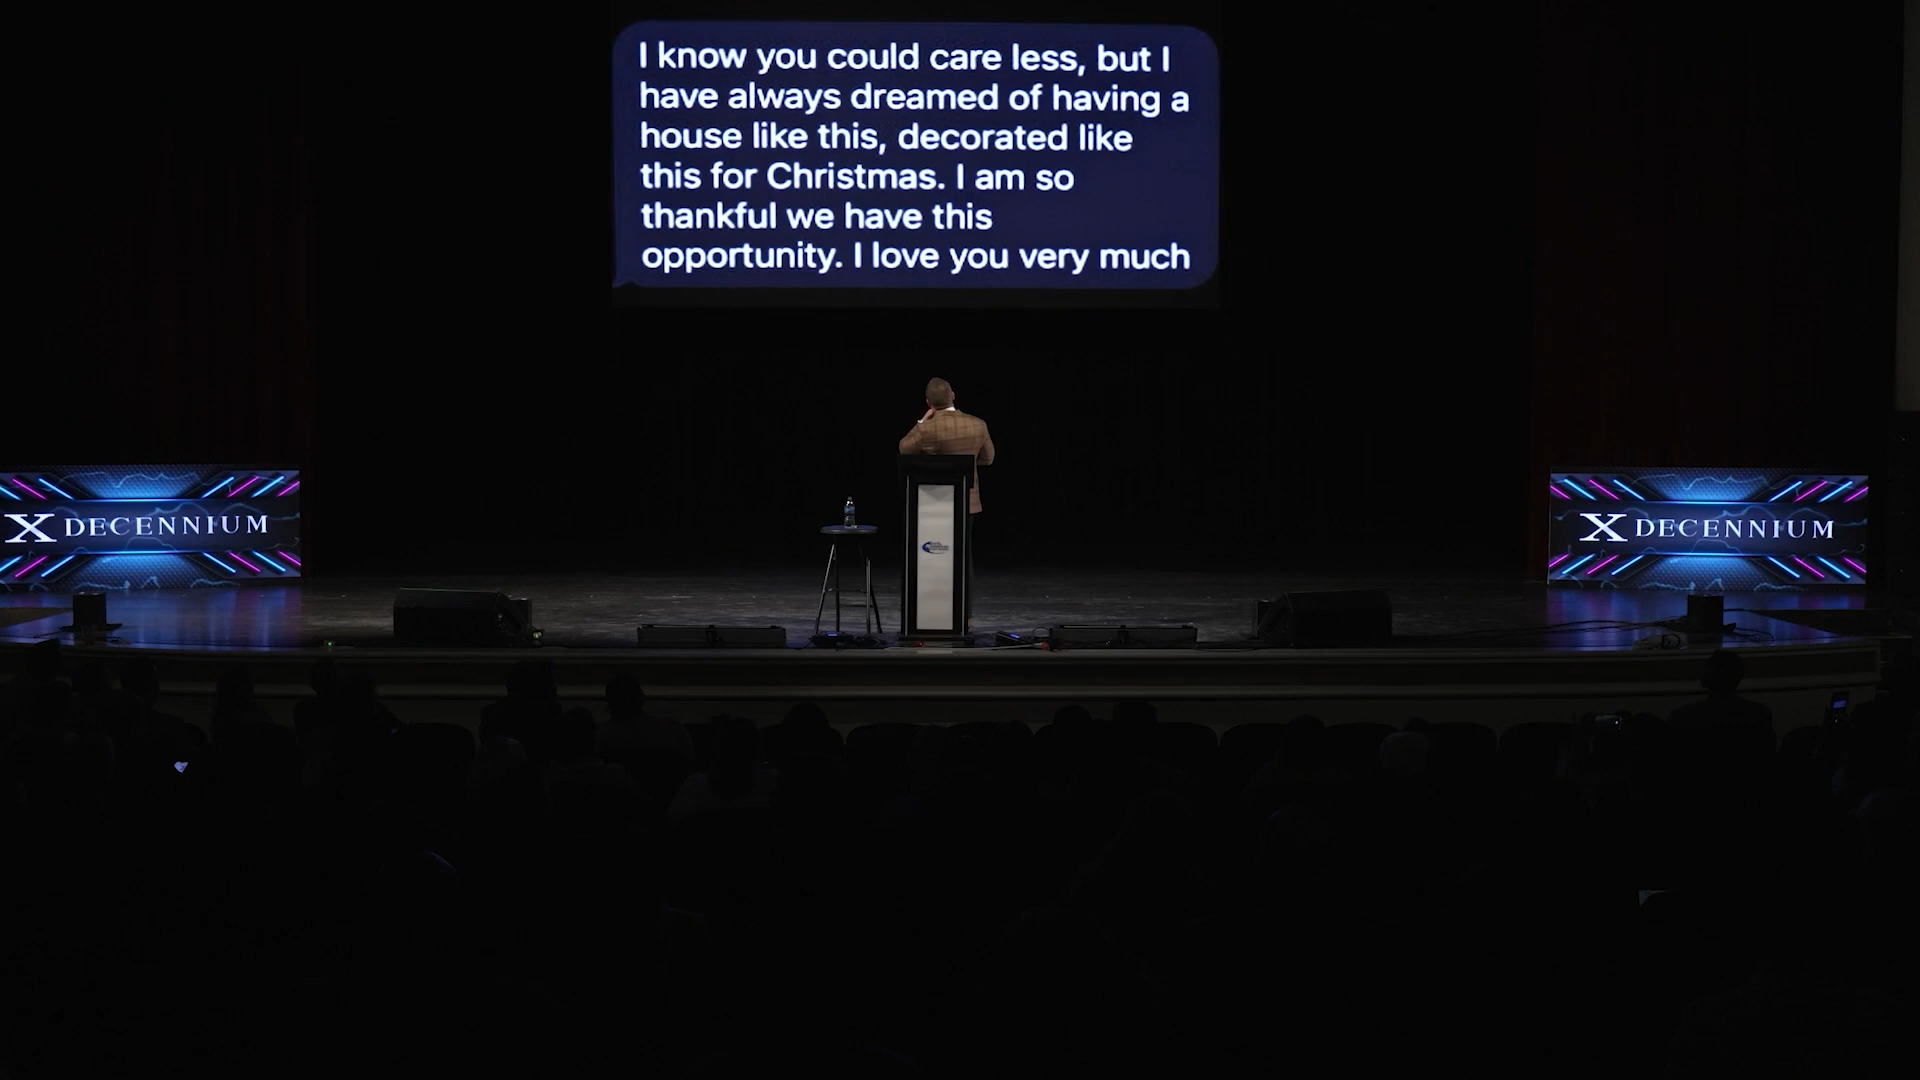 I know you could care less, but I
have always dreamed of having a
house like this, decorated like
this for Christmas. I am so
thankful we have this
opportunity. I love you very much
X DECENNIUM
X DECENNIUM